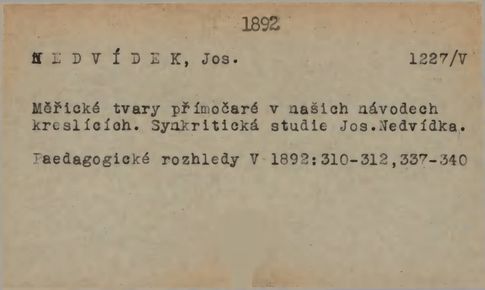 1892
NEDVÍDEK, Jos. 1227/V
Měřické tvary přímočaré v našich návodech
kreslících. Synkritická studie Jos.Nedvídka.
Paedagogické rozhledy V 1892:310-312,337-340